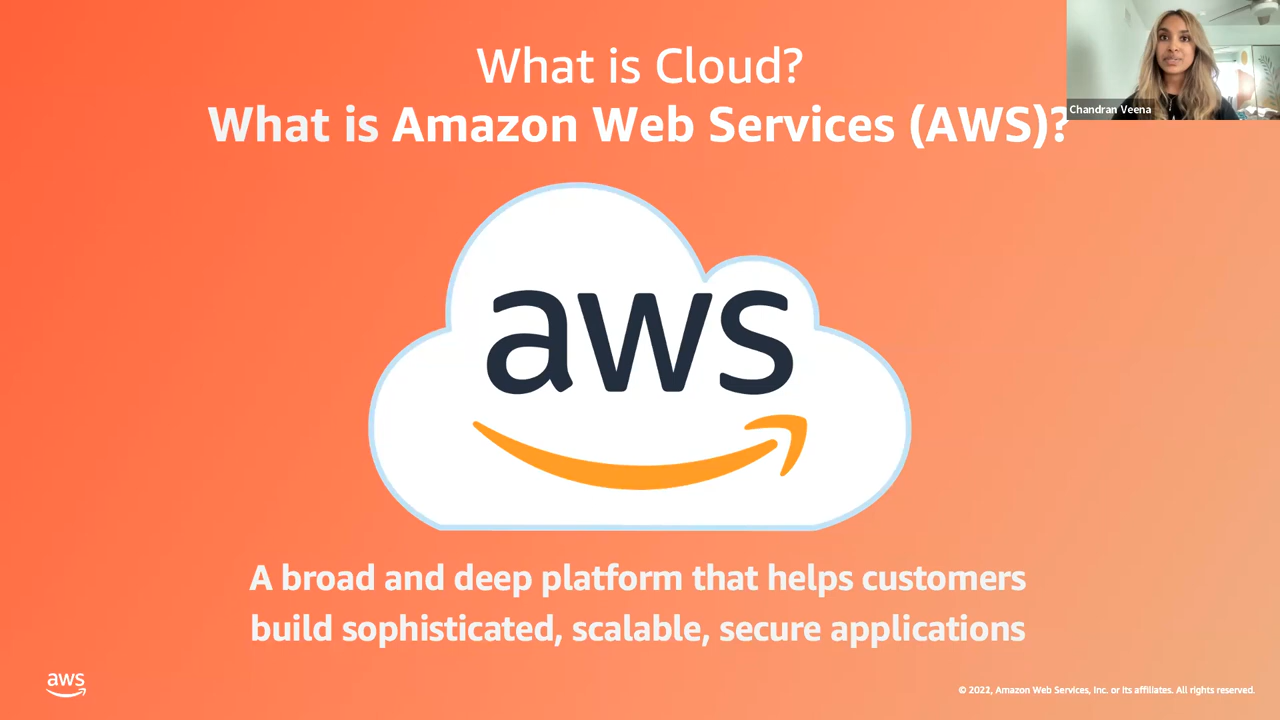 What is Cloud?
What is Amazon Web Services (AWS)?
Chandran Veena
aws
A broad and deep platform that helps customers
build sophisticated, scalable, secure applications
aws
© 2022, Amazon Web Services, Inc. or its affiliates. All rights reserved.